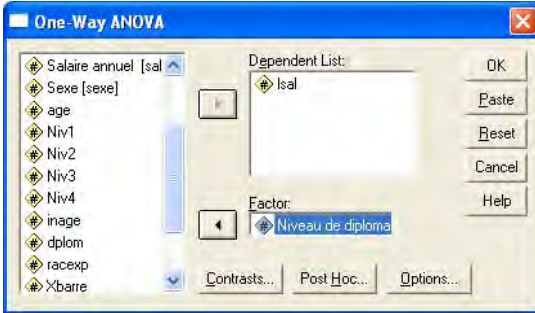 One-Way ANOVA
Salaire annuel [sal
Sexe [sexe]
age
Niv1
Niv2
Niv3
Niv4
inage
dplom
racexp
Xbarre
Dependent List:
lsal
Factor:
Niveau de diploma
Contrasts...
Post Hoc...
Options...
OK
Paste
Reset
Cancel
Help